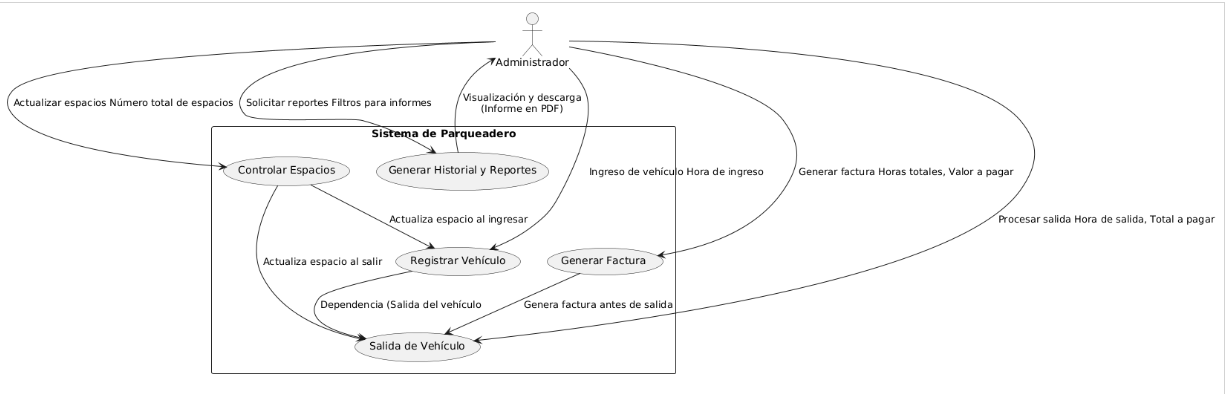 Administrador
Actualizar espacios Número total de espacios
Solicitar reportes Filtros para informes
Visualización y descarga
(Informe en PDF)
Sistema de Parqueadero
Controlar Espacios
Generar Historial y Reportes
Ingreso de vehículo Hora de ingreso
Generar factura Horas totales, Valor a pagar
Actualiza espacio al ingresar
Procesar salida Hora de salida, Total a pagar
Actualiza espacio al salir
Registrar Vehículo
Generar Factura
Dependencia (Salida del vehículo
Genera factura antes de salida
Salida de Vehículo